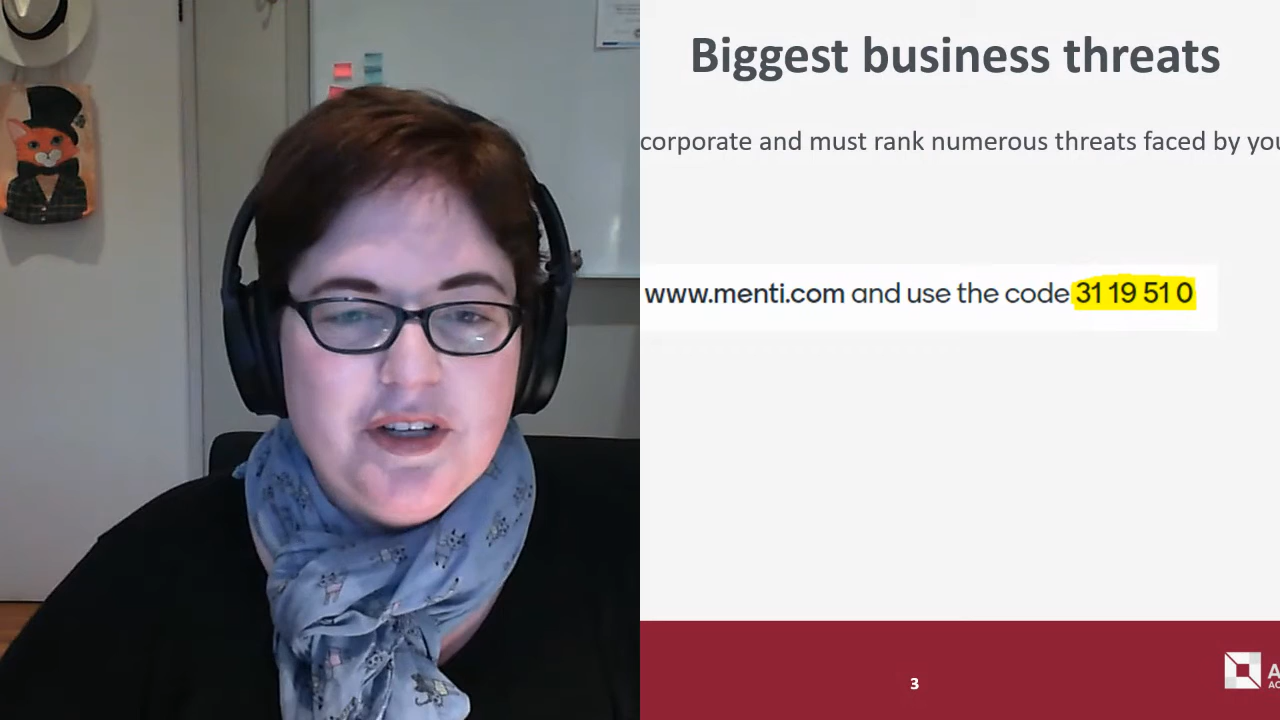 Biggest business threats
corporate and must rank numerous threats faced by
www.menti.com and use the code 31 19 51 0
3